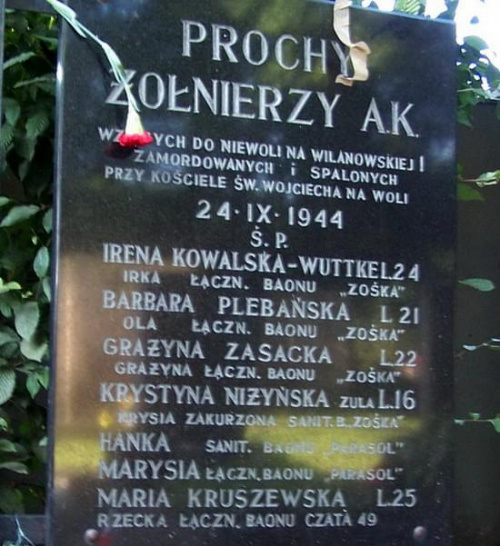 PROCHY
ŻOŁNIERZY A.K.
WZIĘTYCH DO NIEWOLI NA WILANOWSKIEJ I
ZAMORDOWANYCH i SPALONYCH
PRZY KOŚCIELE ŚW. WOJCIECHA NA WOLI
24·IX·1944
Ś. P.
IRENA KOWALSKA-WUTTKE L.24
IRKA ŁĄCZN. BAONU „ZOŚKA"
BARBARA PLEBAŃSKA L.21
OLA ŁĄCZN. BAONU „ZOŚKA"
GRAŻYNA ZASACKA L.22
GRAŻYNA ŁĄCZN. BAONU „ZOŚKA"
KRYSTYNA NIŻYŃSKA ZULA L.16
KRYSIA ZAKURZONA SANIT. B. „ZOŚKA"
HANKA SANIT. BAONU „PARASOL"
MARYSIA ŁĄCZN. BAONU „PARASOL"
MARIA KRUSZEWSKA L.25
RZECKA ŁĄCZN. BAONU CZATA 49